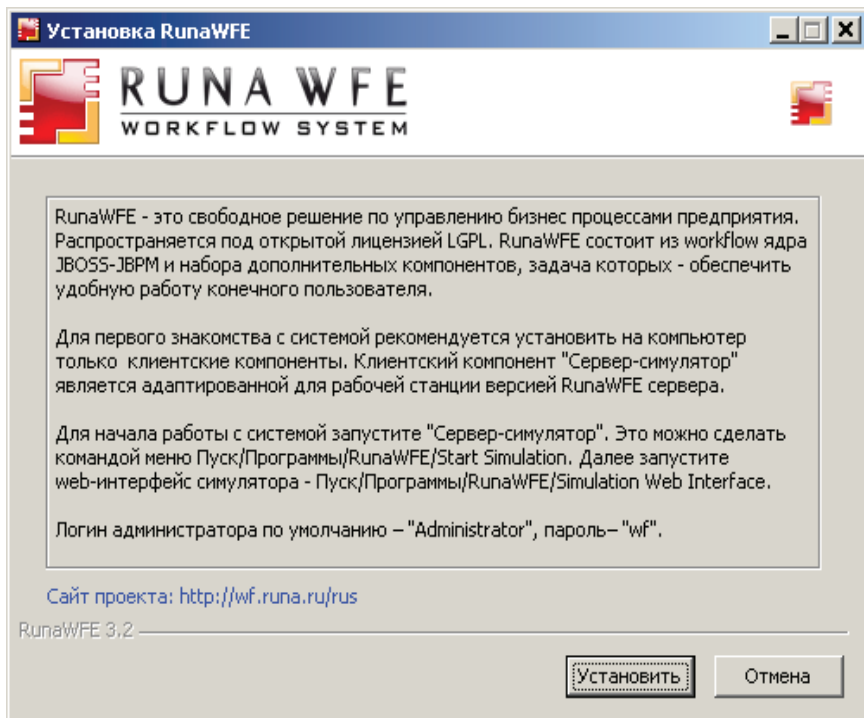 Установка RunaWFE
RUNA WFE
WORKFLOW SYSTEM
RunaWFE - это свободное решение по управлению бизнес процессами предприятия.
Распространяется под открытой лицензией LGPL. RunaWFE состоит из workflow ядра
JBOSS-JBPM и набора дополнительных компонентов, задача которых - обеспечить
удобную работу конечного пользователя.
Для первого знакомства с системой рекомендуется установить на компьютер
только клиентские компоненты. Клиентский компонент "Сервер-симулятор"
является адаптированной для рабочей станции версией RunaWFE сервера.
Для начала работы с системой запустите "Сервер-симулятор". Это можно сделать
командой меню Пуск/Программы/RunaWFE/Start Simulation. Далее запустите
web-интерфейс симулятора - Пуск/Программы/RunaWFE/Simulation Web Interface.
Логин администратора по умолчанию – "Administrator", пароль– "wf".
Сайт проекта: http://wf.runa.ru/rus
RunaWFE 3.2
Установить
Отмена